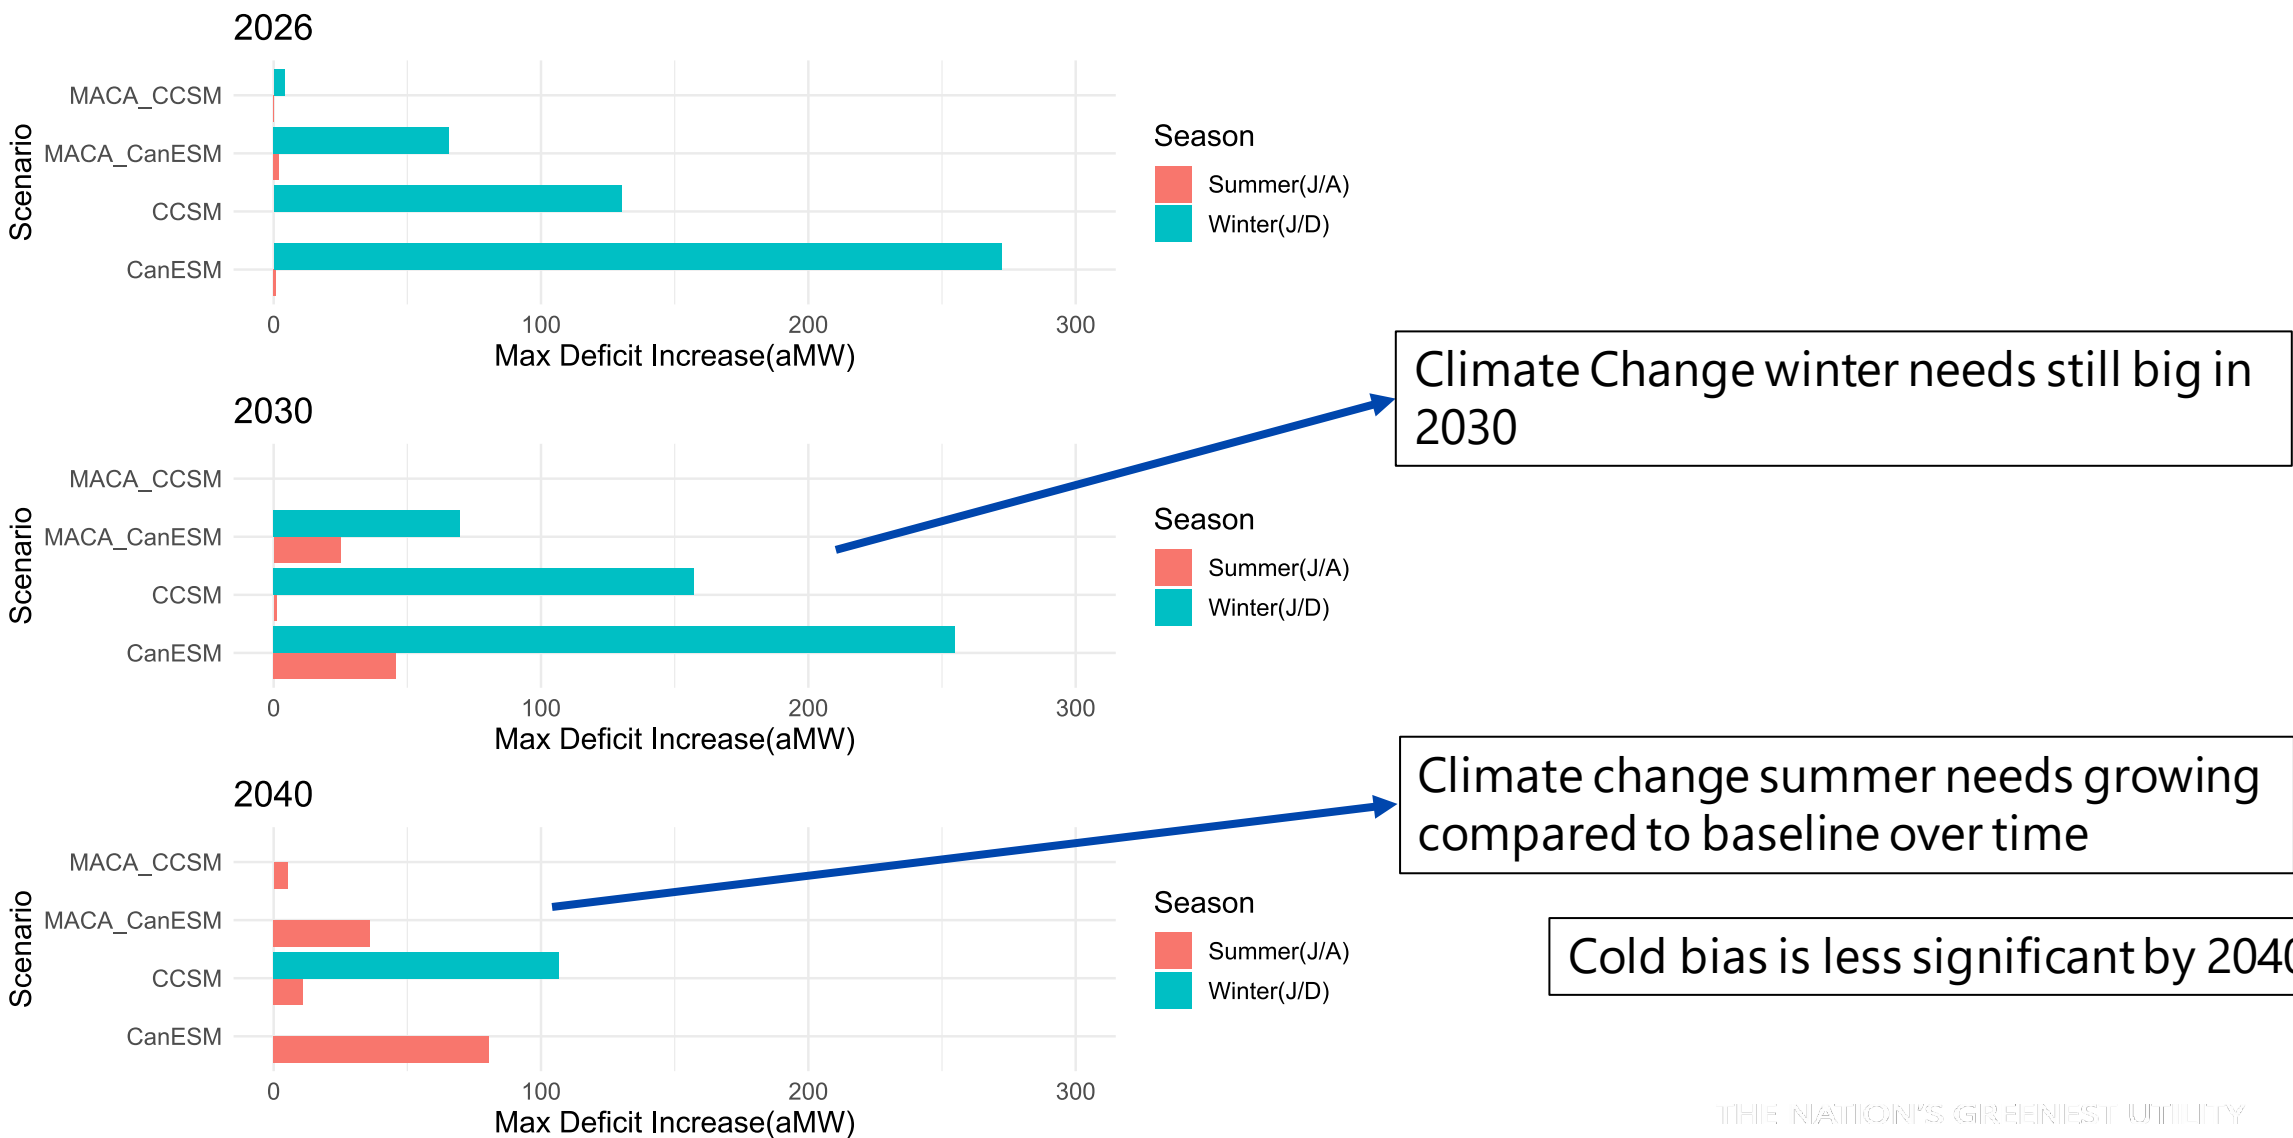 2026
MACA_CCSM
MACA_CanESM
CCSM
CanESM
Scenario
0 100 200 300
Max Deficit Increase(aMW)
Season
Summer(J/A)
Winter(J/D)
Climate Change winter needs still big in
2030
2030
MACA_CCSM
MACA_CanESM
CCSM
CanESM
Scenario
0 100 200 300
Max Deficit Increase(aMW)
Season
Summer(J/A)
Winter(J/D)
Climate change summer needs growing
compared to baseline over time
2040
MACA_CCSM
MACA_CanESM
CCSM
CanESM
Scenario
0 100 200 300
Max Deficit Increase(aMW)
Season
Summer(J/A)
Winter(J/D)
Cold bias is less significant by 2040
THE NATION'S GREENEST UTILITY